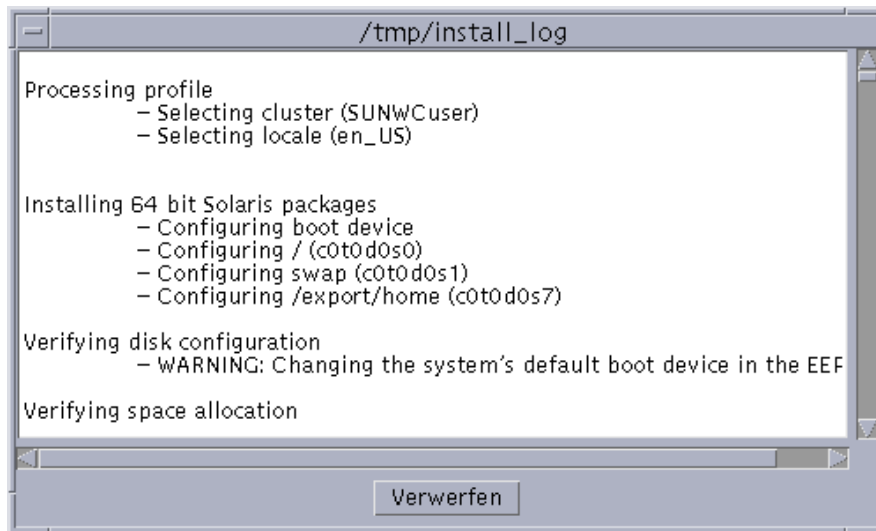 /tmp/install_log
Processing profile
– Selecting cluster (SUNWCuser)
– Selecting locale (en_US)
Installing 64 bit Solaris packages
– Configuring boot device
– Configuring / (c0t0d0s0)
– Configuring swap (c0t0d0s1)
– Configuring /export/home (c0t0d0s7)
Verifying disk configuration
– WARNING: Changing the system's default boot device in the
Verifying space allocation
Verwerfen